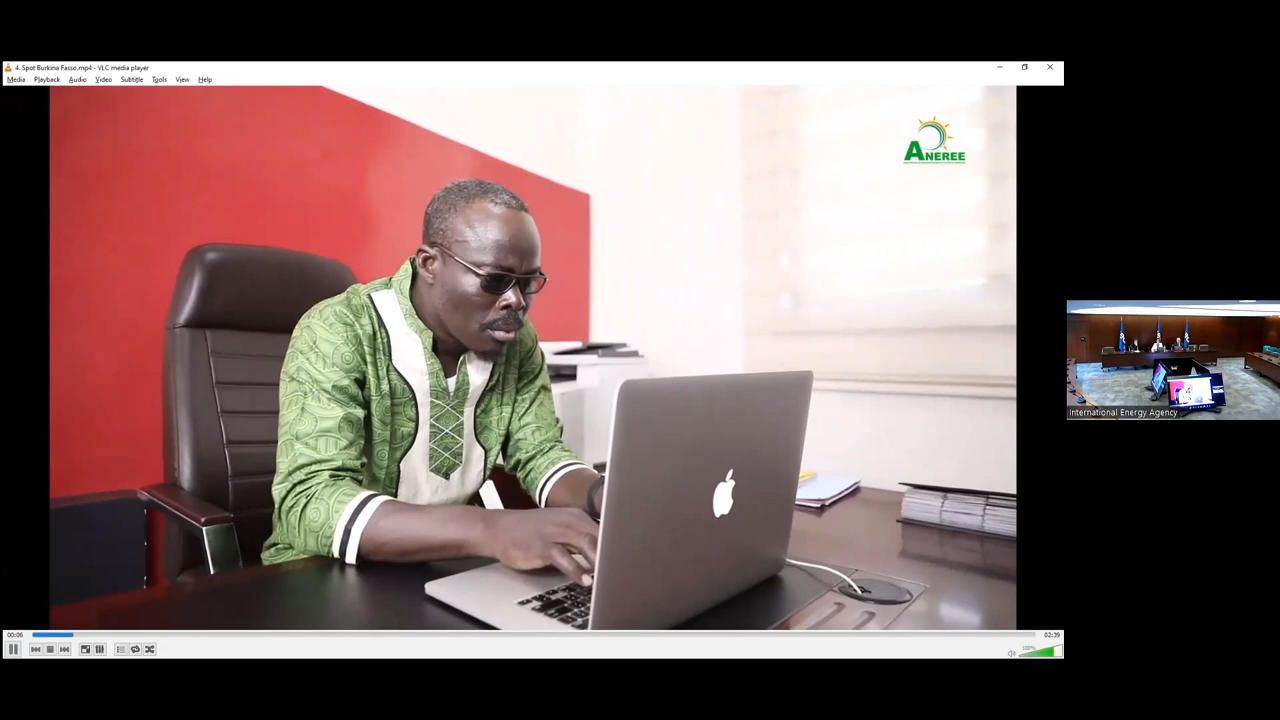 4. Spot Burkina Fasso.mp4 - VLC media player
Media Playback Audio Video Subtitle Tools View Help
ANEREE
International Energy Agency
00:06
02:39
100%